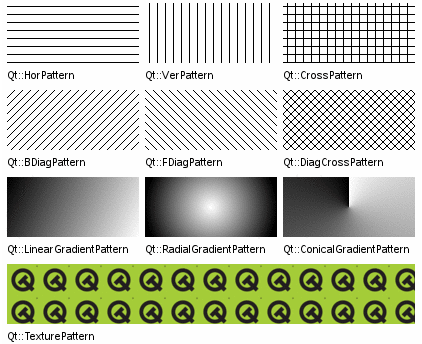 Qt::HorPattern
Qt::VerPattern
Qt::CrossPattern
Qt::BDiagPattern
Qt::FDiagPattern
Qt::DiagCrossPattern
Qt::LinearGradientPattern
Qt::RadialGradientPattern
Qt::ConicalGradientPattern
Qt::TexturePattern